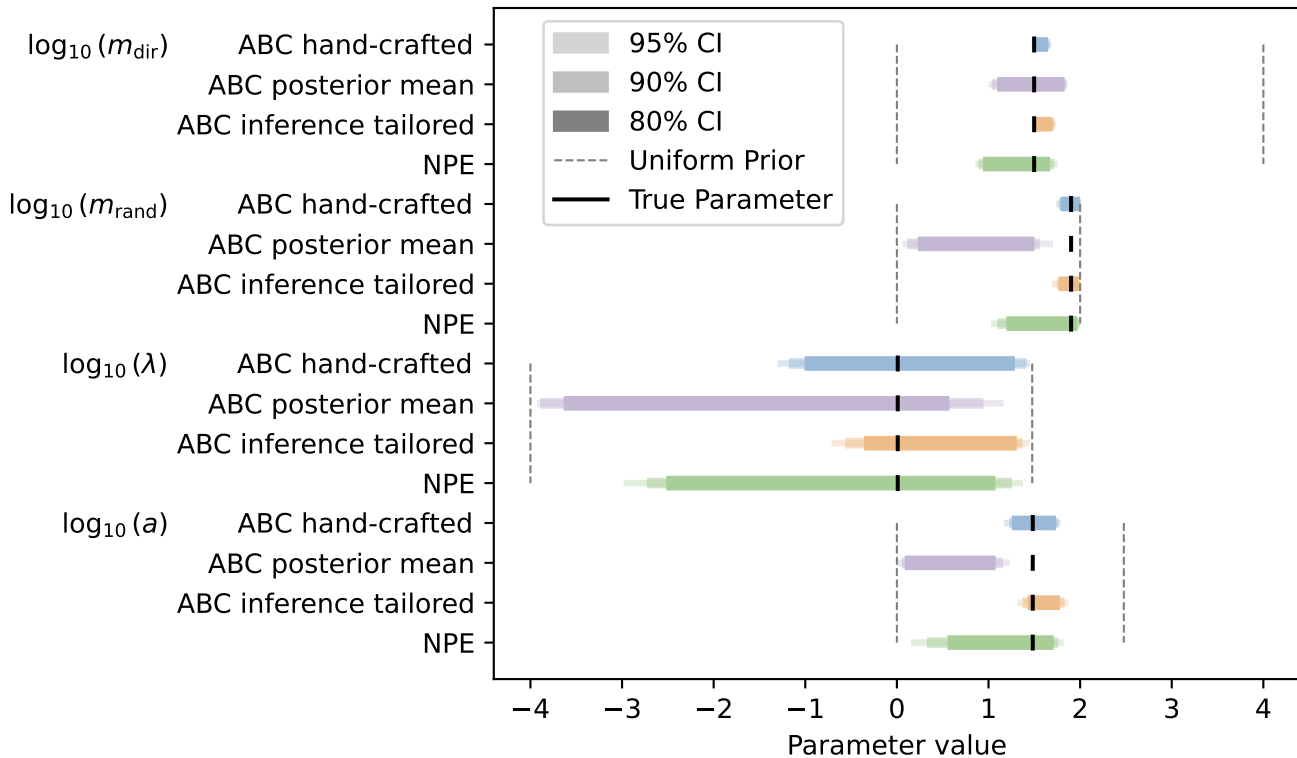 log₁₀ (m_dir) ABC hand-crafted
ABC posterior mean
ABC inference tailored
NPE
log₁₀ (m_rand) ABC hand-crafted
ABC posterior mean
ABC inference tailored
NPE
log₁₀ (λ) ABC hand-crafted
ABC posterior mean
ABC inference tailored
NPE
log₁₀ (a) ABC hand-crafted
ABC posterior mean
ABC inference tailored
NPE
95% CI
90% CI
80% CI
Uniform Prior
True Parameter
−4 −3 −2 −1 0 1 2 3 4
Parameter value